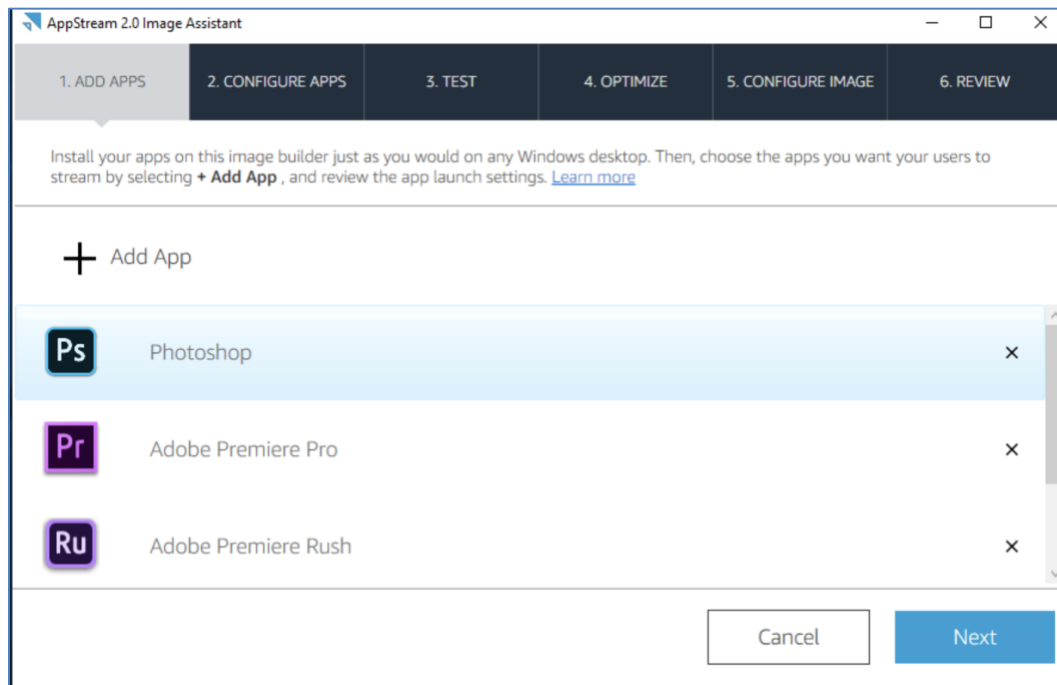 AppStream 2.0 Image Assistant
1. ADD APPS 2. CONFIGURE APPS 3. TEST 4. OPTIMIZE 5. CONFIGURE IMAGE 6. REVIEW
Install your apps on this image builder just as you would on any Windows desktop. Then, choose the apps you want your users to
stream by selecting + Add App , and review the app launch settings. Learn more
Add App
Ps Photoshop
Pr Adobe Premiere Pro
Ru Adobe Premiere Rush
Cancel Next